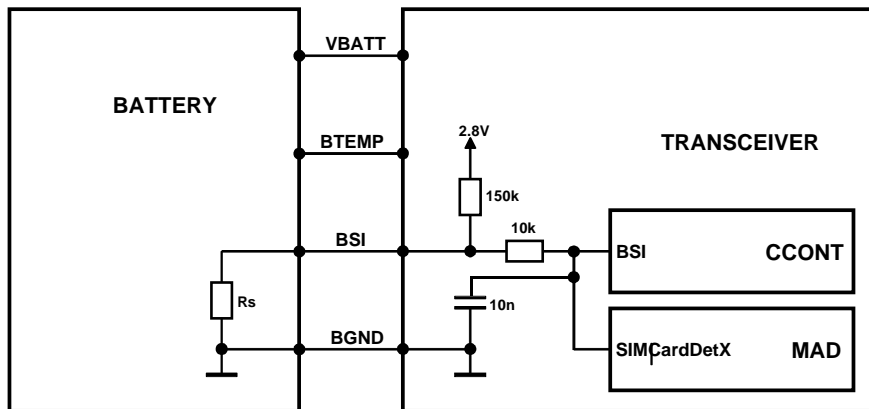 VBATT
BATTERY
2.8V
BTEMP
TRANSCEIVER
150k
10k
BSI
BSI
CCONT
Rs
10n
BGND
SIMCardDetX
MAD